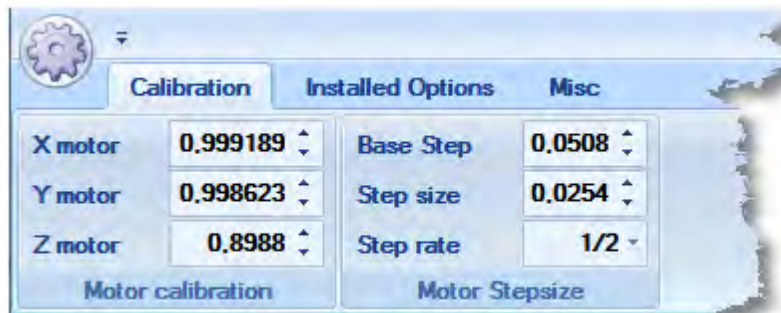 Calibration Installed Options Misc
X motor 0.999189 Base Step 0.0508
Y motor 0.998623 Step size 0.0254
Z motor 0.8988 Step rate 1/2
Motor calibration Motor Stepsize